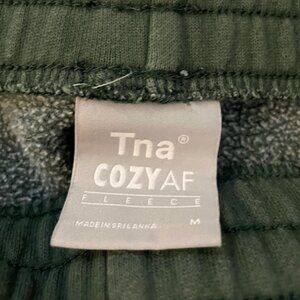 Tna®
COZYAF
FLEECE
MADE IN SRI LANKA M